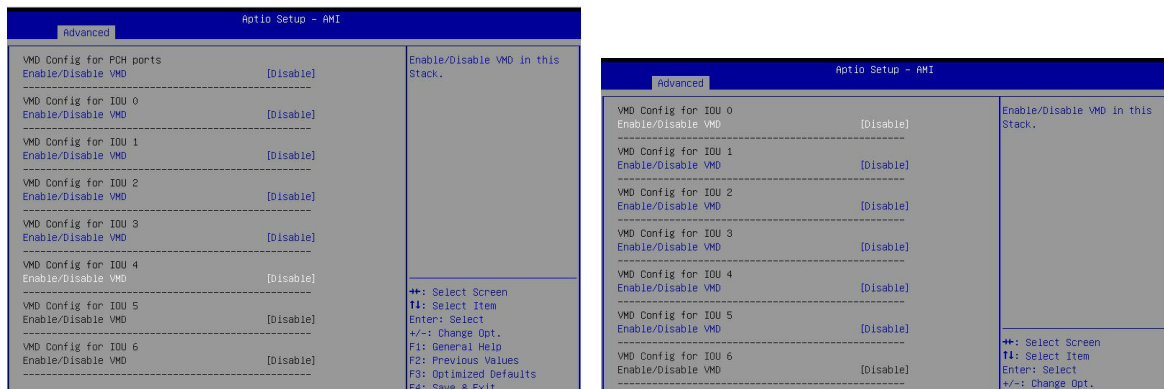 Aptio Setup – AMI
Advanced
VMD Config for PCH ports
Enable/Disable VMD [Disable]
------------------------------------------------
VMD Config for IOU 0
Enable/Disable VMD [Disable]
------------------------------------------------
VMD Config for IOU 1
Enable/Disable VMD [Disable]
------------------------------------------------
VMD Config for IOU 2
Enable/Disable VMD [Disable]
------------------------------------------------
VMD Config for IOU 3
Enable/Disable VMD [Disable]
------------------------------------------------
VMD Config for IOU 4
Enable/Disable VMD [Disable]
------------------------------------------------
VMD Config for IOU 5
Enable/Disable VMD [Disable]
------------------------------------------------
VMD Config for IOU 6
Enable/Disable VMD [Disable]
------------------------------------------------
Enable/Disable VMD in this
Stack.
→←: Select Screen
↑↓: Select Item
Enter: Select
+/-: Change Opt.
F1: General Help
F2: Previous Values
F3: Optimized Defaults
F4: Save & Exit
Aptio Setup – AMI
Advanced
VMD Config for IOU 0
Enable/Disable VMD [Disable]
------------------------------------------------
VMD Config for IOU 1
Enable/Disable VMD [Disable]
------------------------------------------------
VMD Config for IOU 2
Enable/Disable VMD [Disable]
------------------------------------------------
VMD Config for IOU 3
Enable/Disable VMD [Disable]
------------------------------------------------
VMD Config for IOU 4
Enable/Disable VMD [Disable]
------------------------------------------------
VMD Config for IOU 5
Enable/Disable VMD [Disable]
------------------------------------------------
VMD Config for IOU 6
Enable/Disable VMD [Disable]
------------------------------------------------
Enable/Disable VMD in this
Stack.
→←: Select Screen
↑↓: Select Item
Enter: Select
+/-: Change Opt.